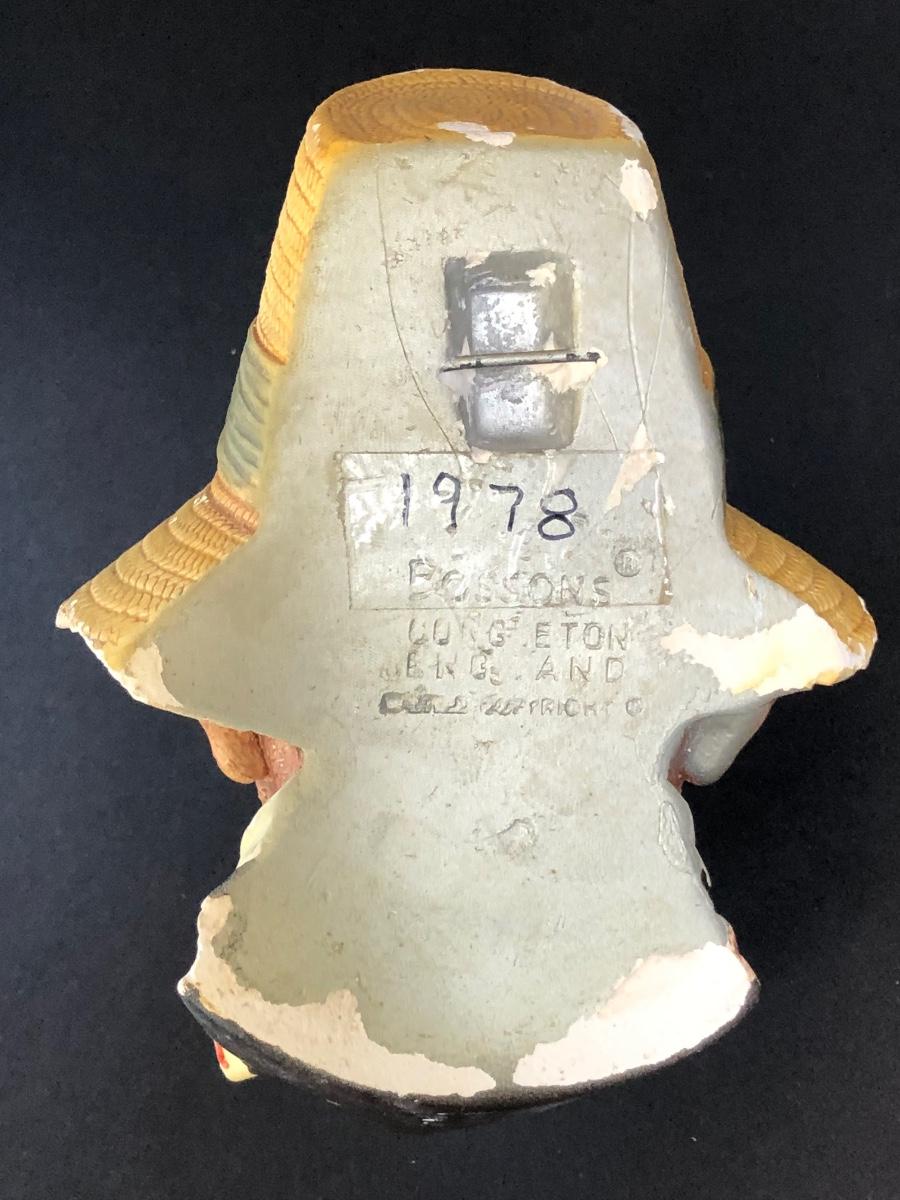 1978
BOSSONS ®
CONGLETON
ENGLAND
COPYRIGHT ©